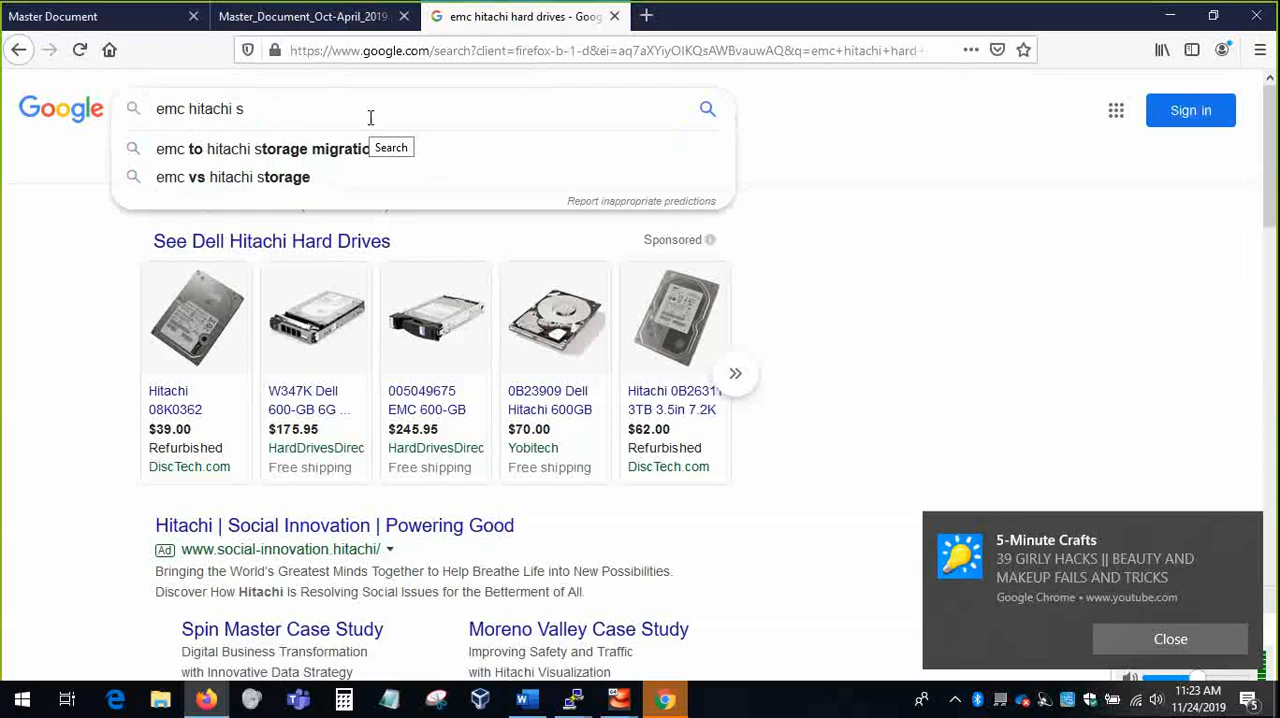 Master Document
Master_Document_Oct-April_2019
emc hitachi hard drives - Goog
https://www.google.com/search?client=firefox-b-1-d&ei=aq7aXYiyOIKQsAWBvauwAQ&q=emc+hitachi+hard
Google
emc hitachi s
Sign in
emc to hitachi storage migratio
Search
emc vs hitachi storage
Report inappropriate predictions
See Dell Hitachi Hard Drives
Sponsored
Hitachi
08K0362
$39.00
Refurbished
DiscTech.com
W347K Dell
600-GB 6G ...
$175.95
HardDrivesDirec
Free shipping
005049675
EMC 600-GB
$245.95
HardDrivesDirec
Free shipping
0B23909 Dell
Hitachi 600GB
$70.00
Yobitech
Free shipping
Hitachi 0B26311
3TB 3.5in 7.2K
$62.00
Refurbished
DiscTech.com
Hitachi | Social Innovation | Powering Good
Ad www.social-innovation.hitachi/
Bringing the World's Greatest Minds Together to Help Breathe Life into New Possibilities.
Discover How Hitachi Is Resolving Social Issues for the Betterment of All.
Spin Master Case Study
Digital Business Transformation
with Innovative Data Strategy
Moreno Valley Case Study
Improving Safety and Traffic
with Hitachi Visualization
5-Minute Crafts
39 GIRLY HACKS || BEAUTY AND
MAKEUP FAILS AND TRICKS
Google Chrome • www.youtube.com
Close
11:23 AM
11/24/2019
5